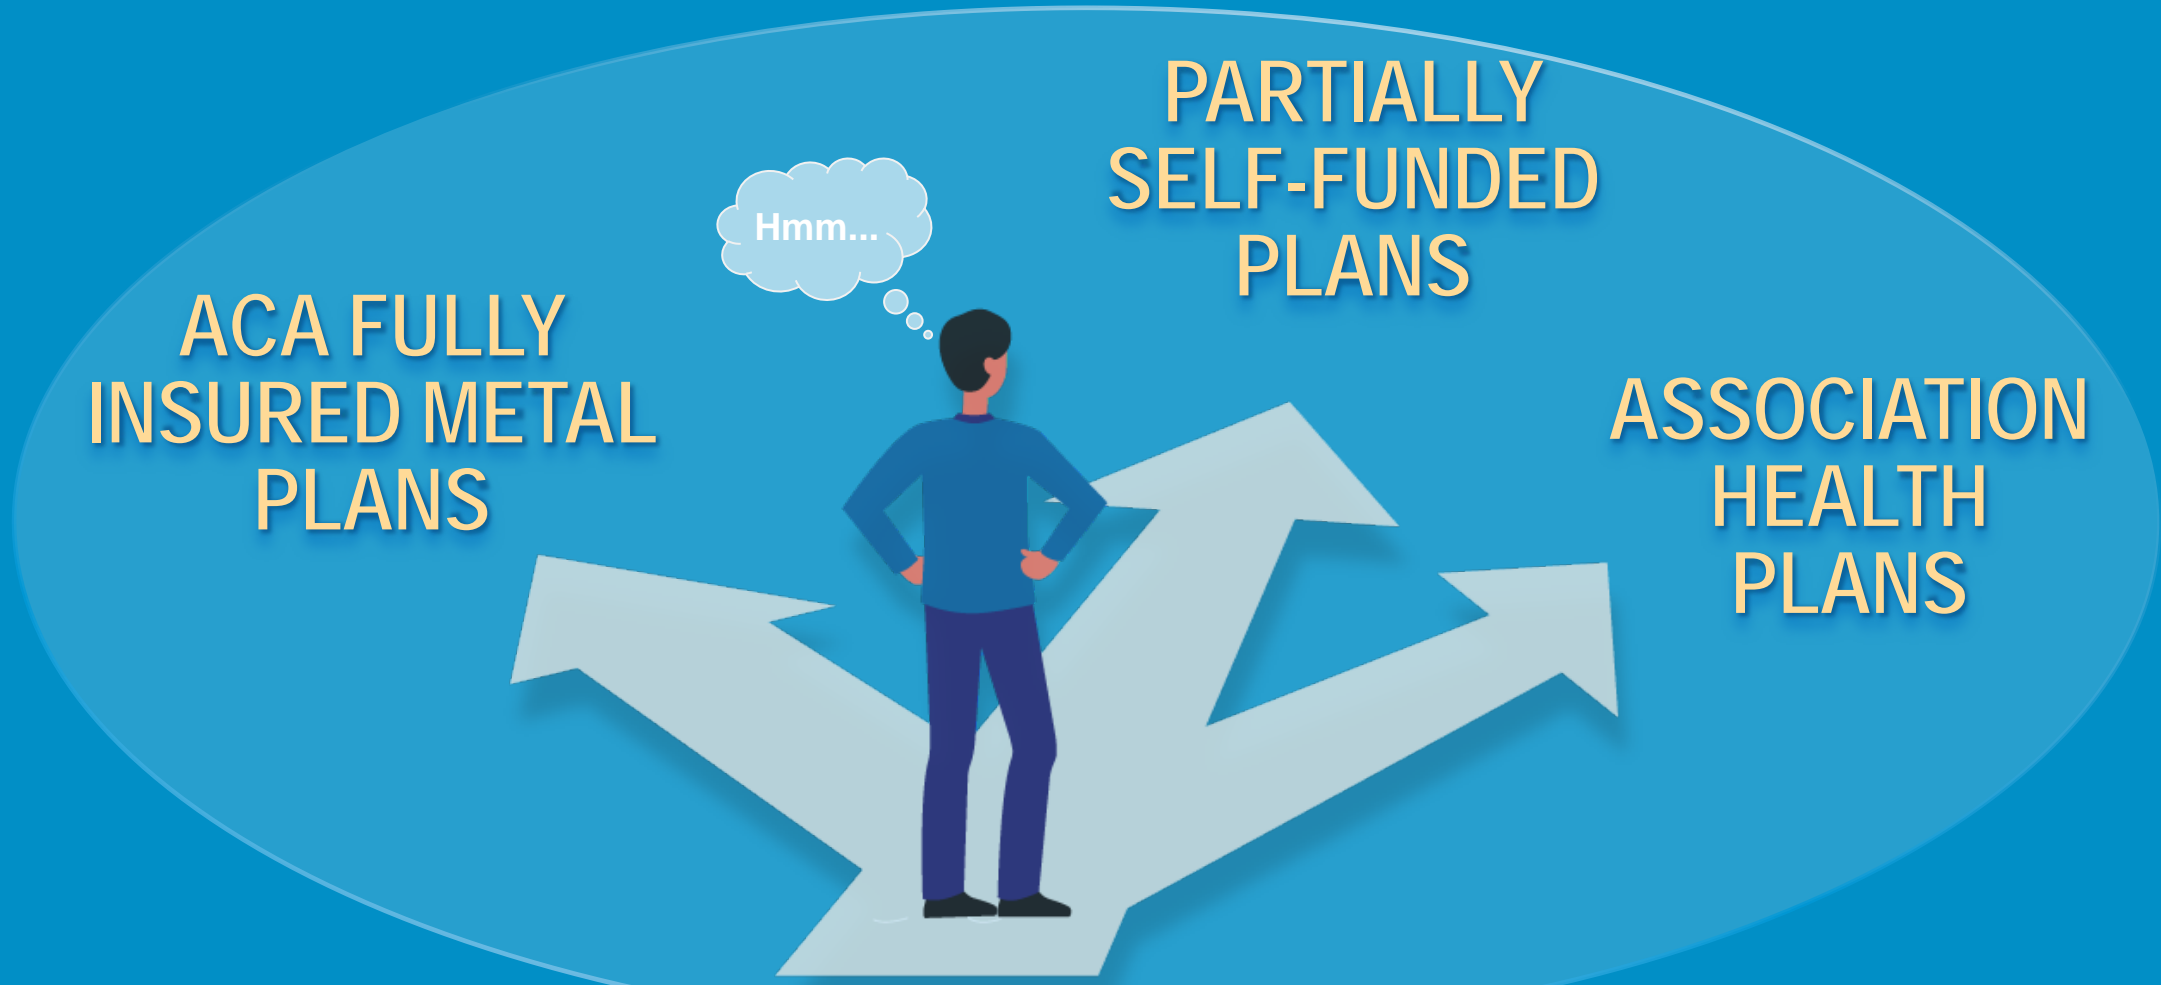 PARTIALLY
SELF-FUNDED
PLANS
Hmm...
ACA FULLY
INSURED METAL
PLANS
ASSOCIATION
HEALTH
PLANS